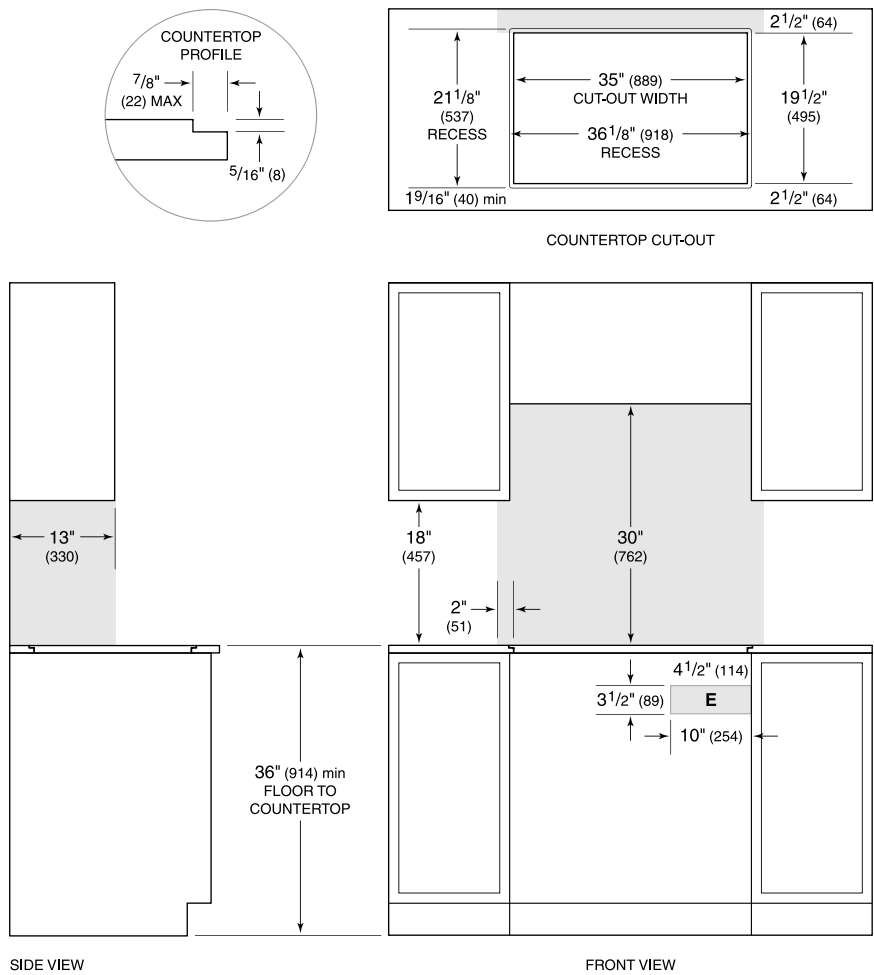 COUNTERTOP
PROFILE
7/8"
(22) MAX
5/16" (8)
2 1/2" (64)
35" (889)
CUT-OUT WIDTH
21 1/8"
(537)
RECESS
19 1/2"
(495)
36 1/8" (918)
RECESS
19/16" (40) min
2 1/2" (64)
COUNTERTOP CUT-OUT
13"
(330)
18"
(457)
30"
(762)
2"
(51)
4 1/2" (114)
3 1/2" (89)
E
10" (254)
36" (914) min
FLOOR TO
COUNTERTOP
SIDE VIEW
FRONT VIEW